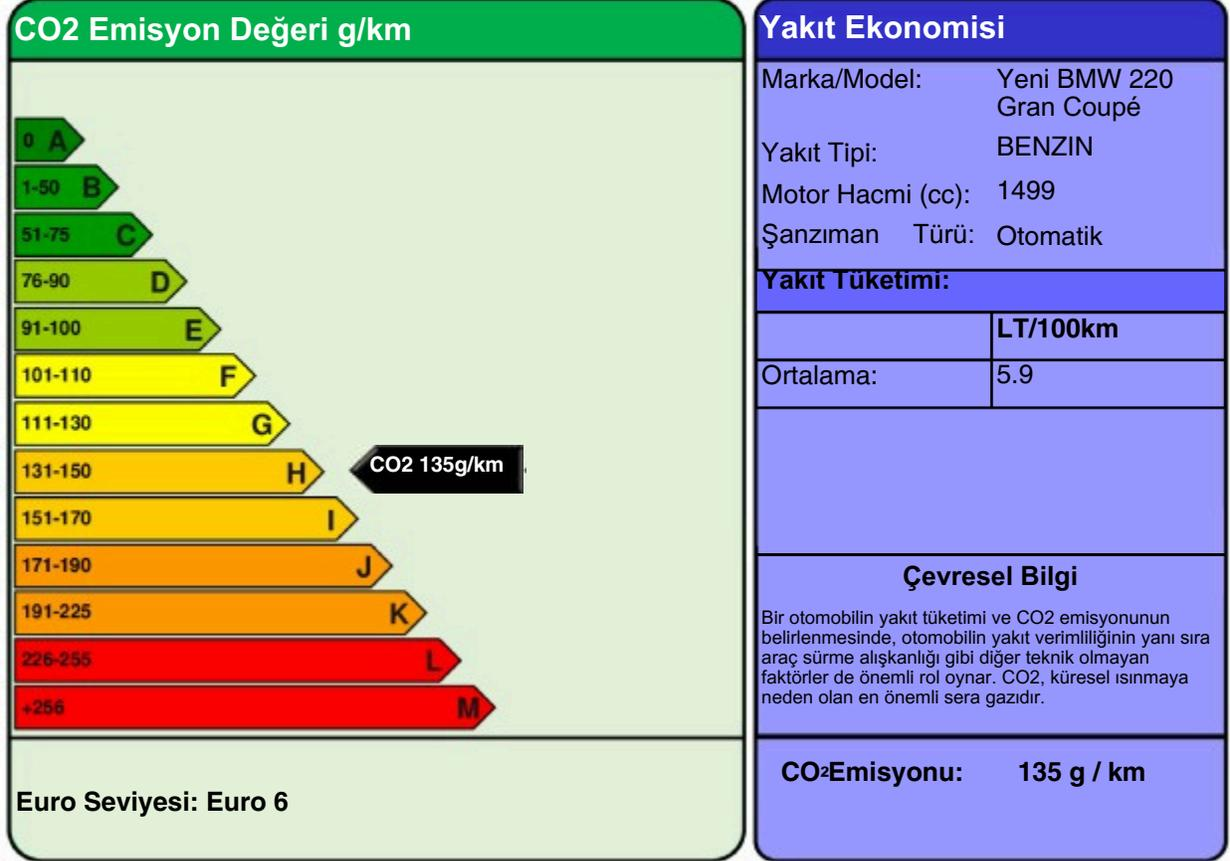 CO2 Emisyon Değeri g/km
0 A
1-50 B
51-75 C
76-90 D
91-100 E
101-110 F
111-130 G
131-150 H
CO2 135g/km
151-170 I
171-190 J
191-225 K
226-255 L
+256 M
Euro Seviyesi: Euro 6
Yakıt Ekonomisi
Marka/Model: Yeni BMW 220
Gran Coupé
Yakıt Tipi: BENZIN
Motor Hacmi (cc): 1499
Şanzıman Türü: Otomatik
Yakıt Tüketimi:
LT/100km
Ortalama: 5.9
Çevresel Bilgi
Bir otomobilin yakıt tüketimi ve CO2 emisyonunun
belirlenmesinde, otomobilin yakıt verimliliğinin yanı sıra
araç sürme alışkanlığı gibi diğer teknik olmayan
faktörler de önemli rol oynar. CO2, küresel ısınmaya
neden olan en önemli sera gazıdır.
CO2Emisyonu: 135 g / km